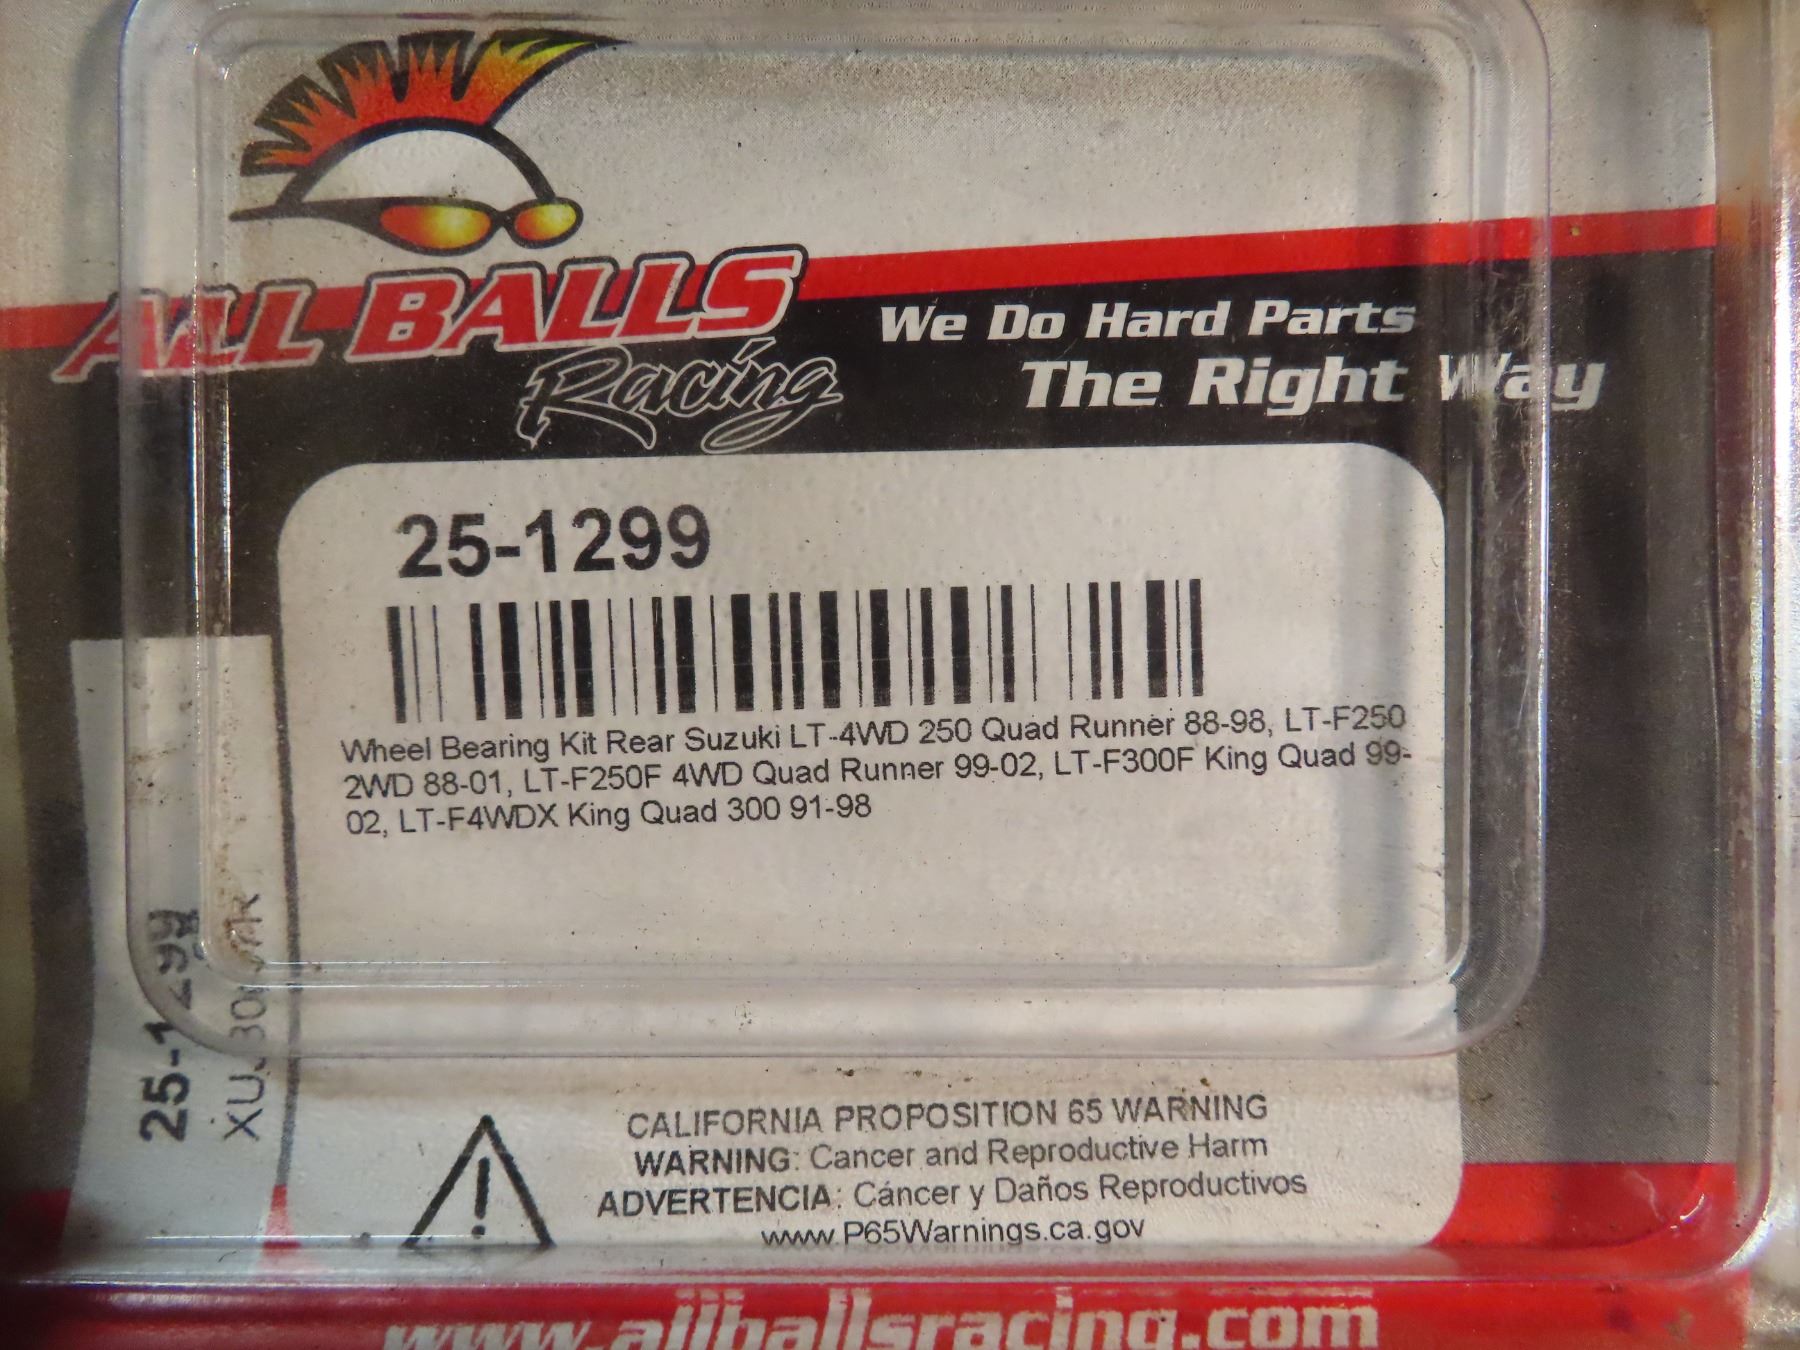 ALL BALLS
Racing
We Do Hard Parts
The Right Way
25-1299
Wheel Bearing Kit Rear Suzuki LT-4WD 250 Quad Runner 88-98, LT-F250
2WD 88-01, LT-F250F 4WD Quad Runner 99-02, LT-F300F King Quad 99-
02, LT-F4WDX King Quad 300 91-98
25-1299
CALIFORNIA PROPOSITION 65 WARNING
WARNING: Cancer and Reproductive Harm
ADVERTENCIA: Cáncer y Daños Reproductivos
www.P65Warnings.ca.gov
www.allballsracing.com